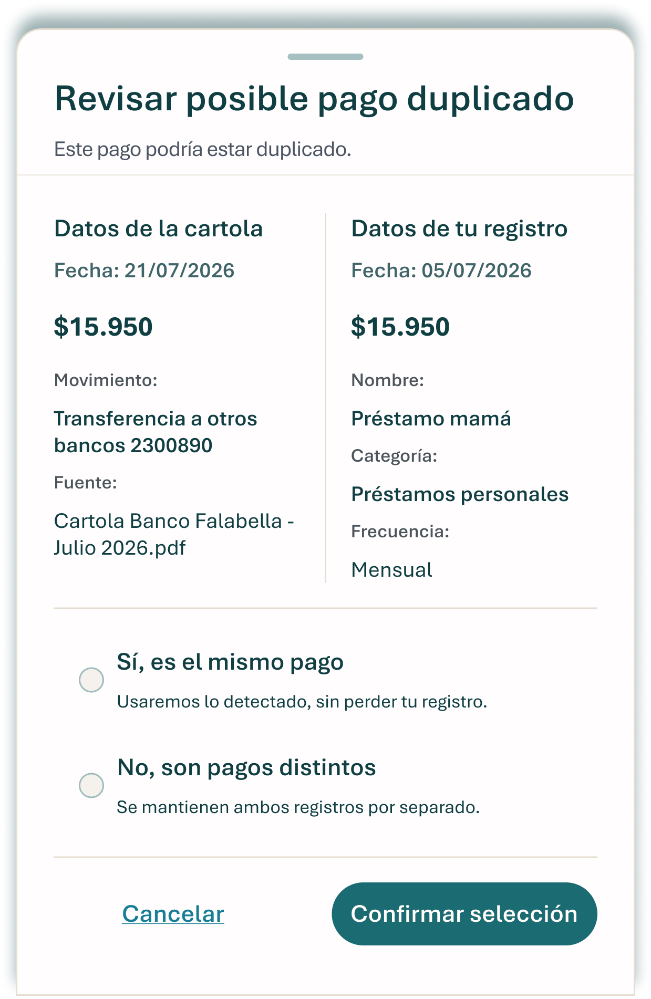 Revisar posible pago duplicado
Este pago podría estar duplicado.
Datos de la cartola
Fecha: 21/07/2026
$15.950
Movimiento:
Transferencia a otros
bancos 2300890
Fuente:
Cartola Banco Falabella -
Julio 2026.pdf
Datos de tu registro
Fecha: 05/07/2026
$15.950
Nombre:
Préstamo mamá
Categoría:
Préstamos personales
Frecuencia:
Mensual
Sí, es el mismo pago
Usaremos lo detectado, sin perder tu registro.
No, son pagos distintos
Se mantienen ambos registros por separado.
Cancelar
Confirmar selección